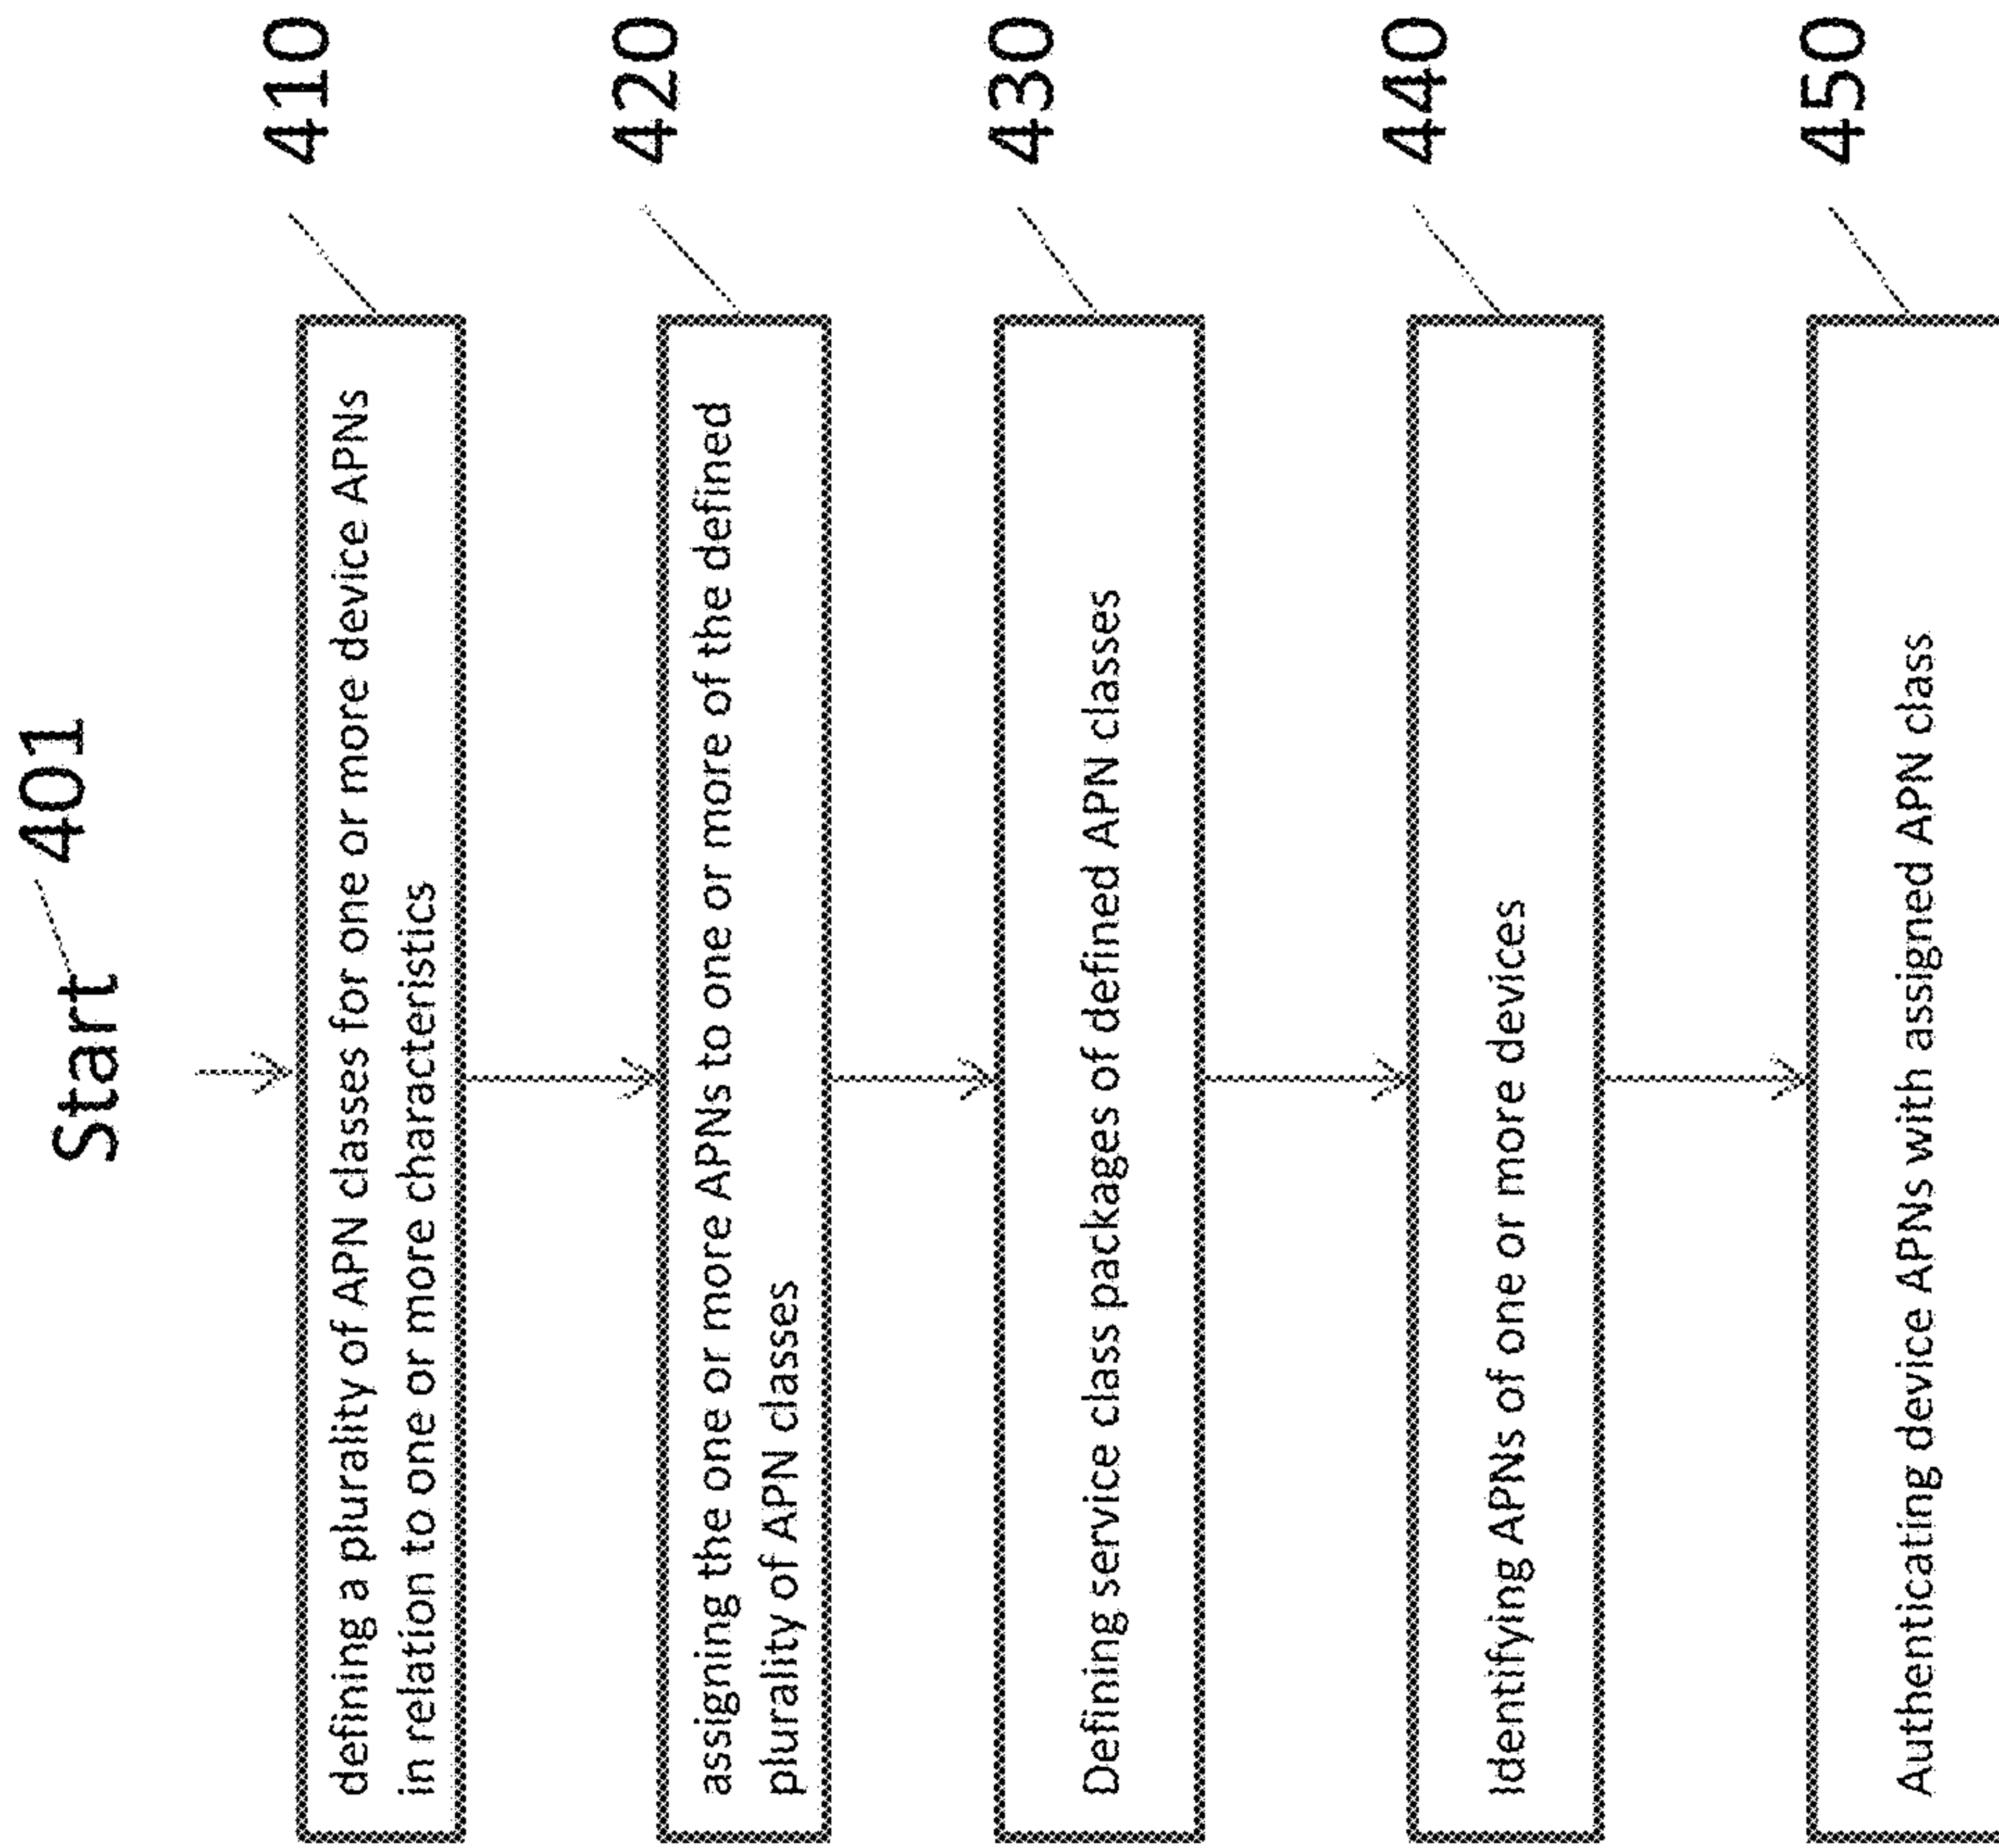 Start 401
defining a plurality of APN classes for one or more device APNs
in relation to one or more characteristics
410
assigning the one or more APNs to one or more of the defined
plurality of APN classes
420
Defining service class packages of defined APN classes
430
Identifying APNs of one or more devices
440
Authenticating device APNs with assigned APN class
450